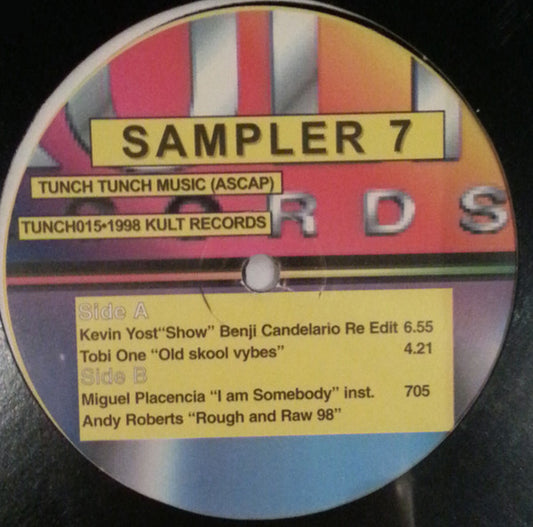 SAMPLER 7
TUNCH TUNCH MUSIC (ASCAP)
ORDS
TUNCH015•1998 KULT RECORDS
Side A
Kevin Yost"Show" Benji Candelario Re Edit 6.55
Tobi One "Old skool vybes" 4.21
Side B
Miguel Placencia "I am Somebody" inst. 705
Andy Roberts "Rough and Raw 98"